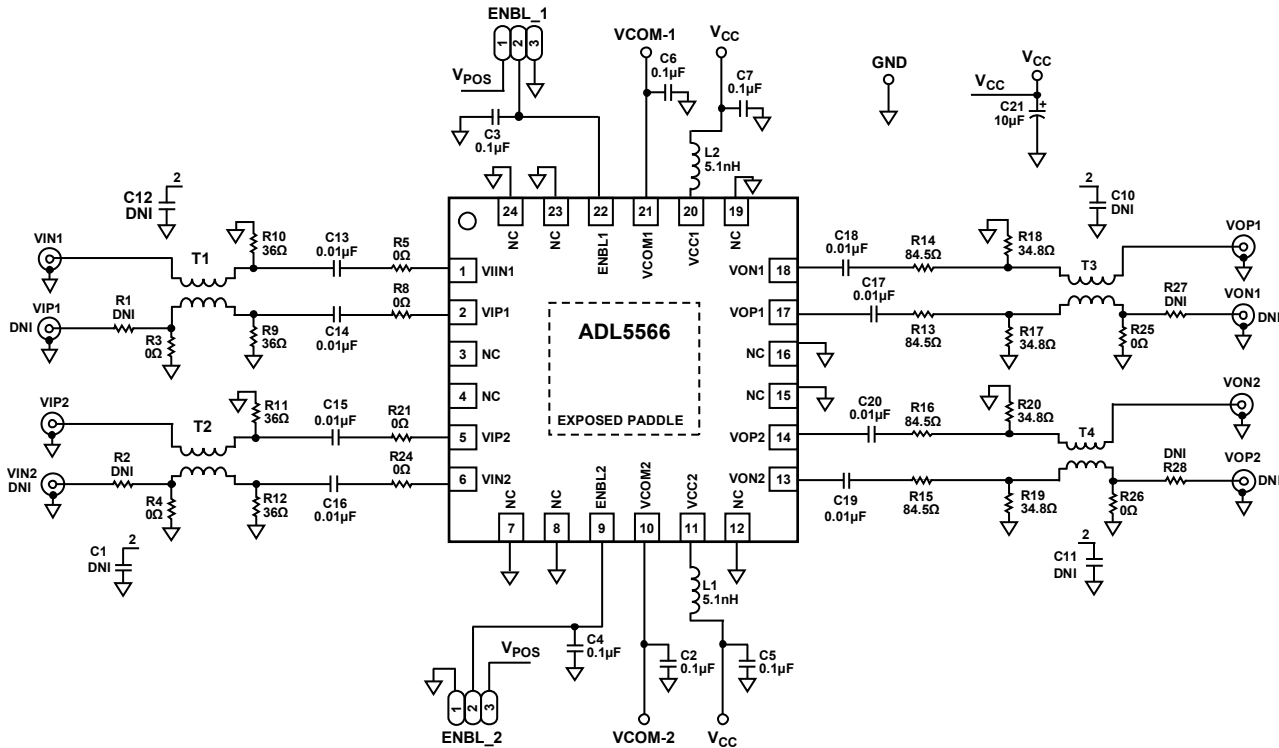 ENBL_1
1 2 3
VPOS
C3
0.1µF
VCOM-1
C6
0.1µF
VCC
C7
0.1µF
L2
5.1nH
GND
VCC
VCC
C21
10µF
+
24 NC
23 NC
22 ENBL1
21 VCOM1
20 VCC1
19 NC
C12
DNI
2
VIN1
T1
R10
36Ω
C13
0.01µF
R5
0Ω
1 VIIN1
VIP1
DNI
R1
DNI
R3
0Ω
R9
36Ω
C14
0.01µF
R8
0Ω
2 VIP1
3 NC
4 NC
VIP2
T2
R11
36Ω
C15
0.01µF
R21
0Ω
5 VIP2
VIN2
DNI
R2
DNI
R4
0Ω
R12
36Ω
C16
0.01µF
R24
0Ω
6 VIN2
C1
DNI
2
ADL5566
EXPOSED PADDLE
VON1 18
C18
0.01µF
R14
84.5Ω
R18
34.8Ω
T3
C10
DNI
2
VOP1
VOP1 17
C17
0.01µF
R13
84.5Ω
R17
34.8Ω
R25
0Ω
R27
DNI
VON1
DNI
NC 16
NC 15
VOP2 14
C20
0.01µF
R16
84.5Ω
R20
34.8Ω
T4
VON2
VON2 13
C19
0.01µF
R15
84.5Ω
R19
34.8Ω
R26
0Ω
DNI
R28
VOP2
DNI
C11
DNI
2
NC 7
NC 8
ENBL2 9
VCOM2 10
VCC2 11
NC 12
L1
5.1nH
C4
0.1µF
VPOS
1 2 3
ENBL_2
C2
0.1µF
VCOM-2
C5
0.1µF
VCC